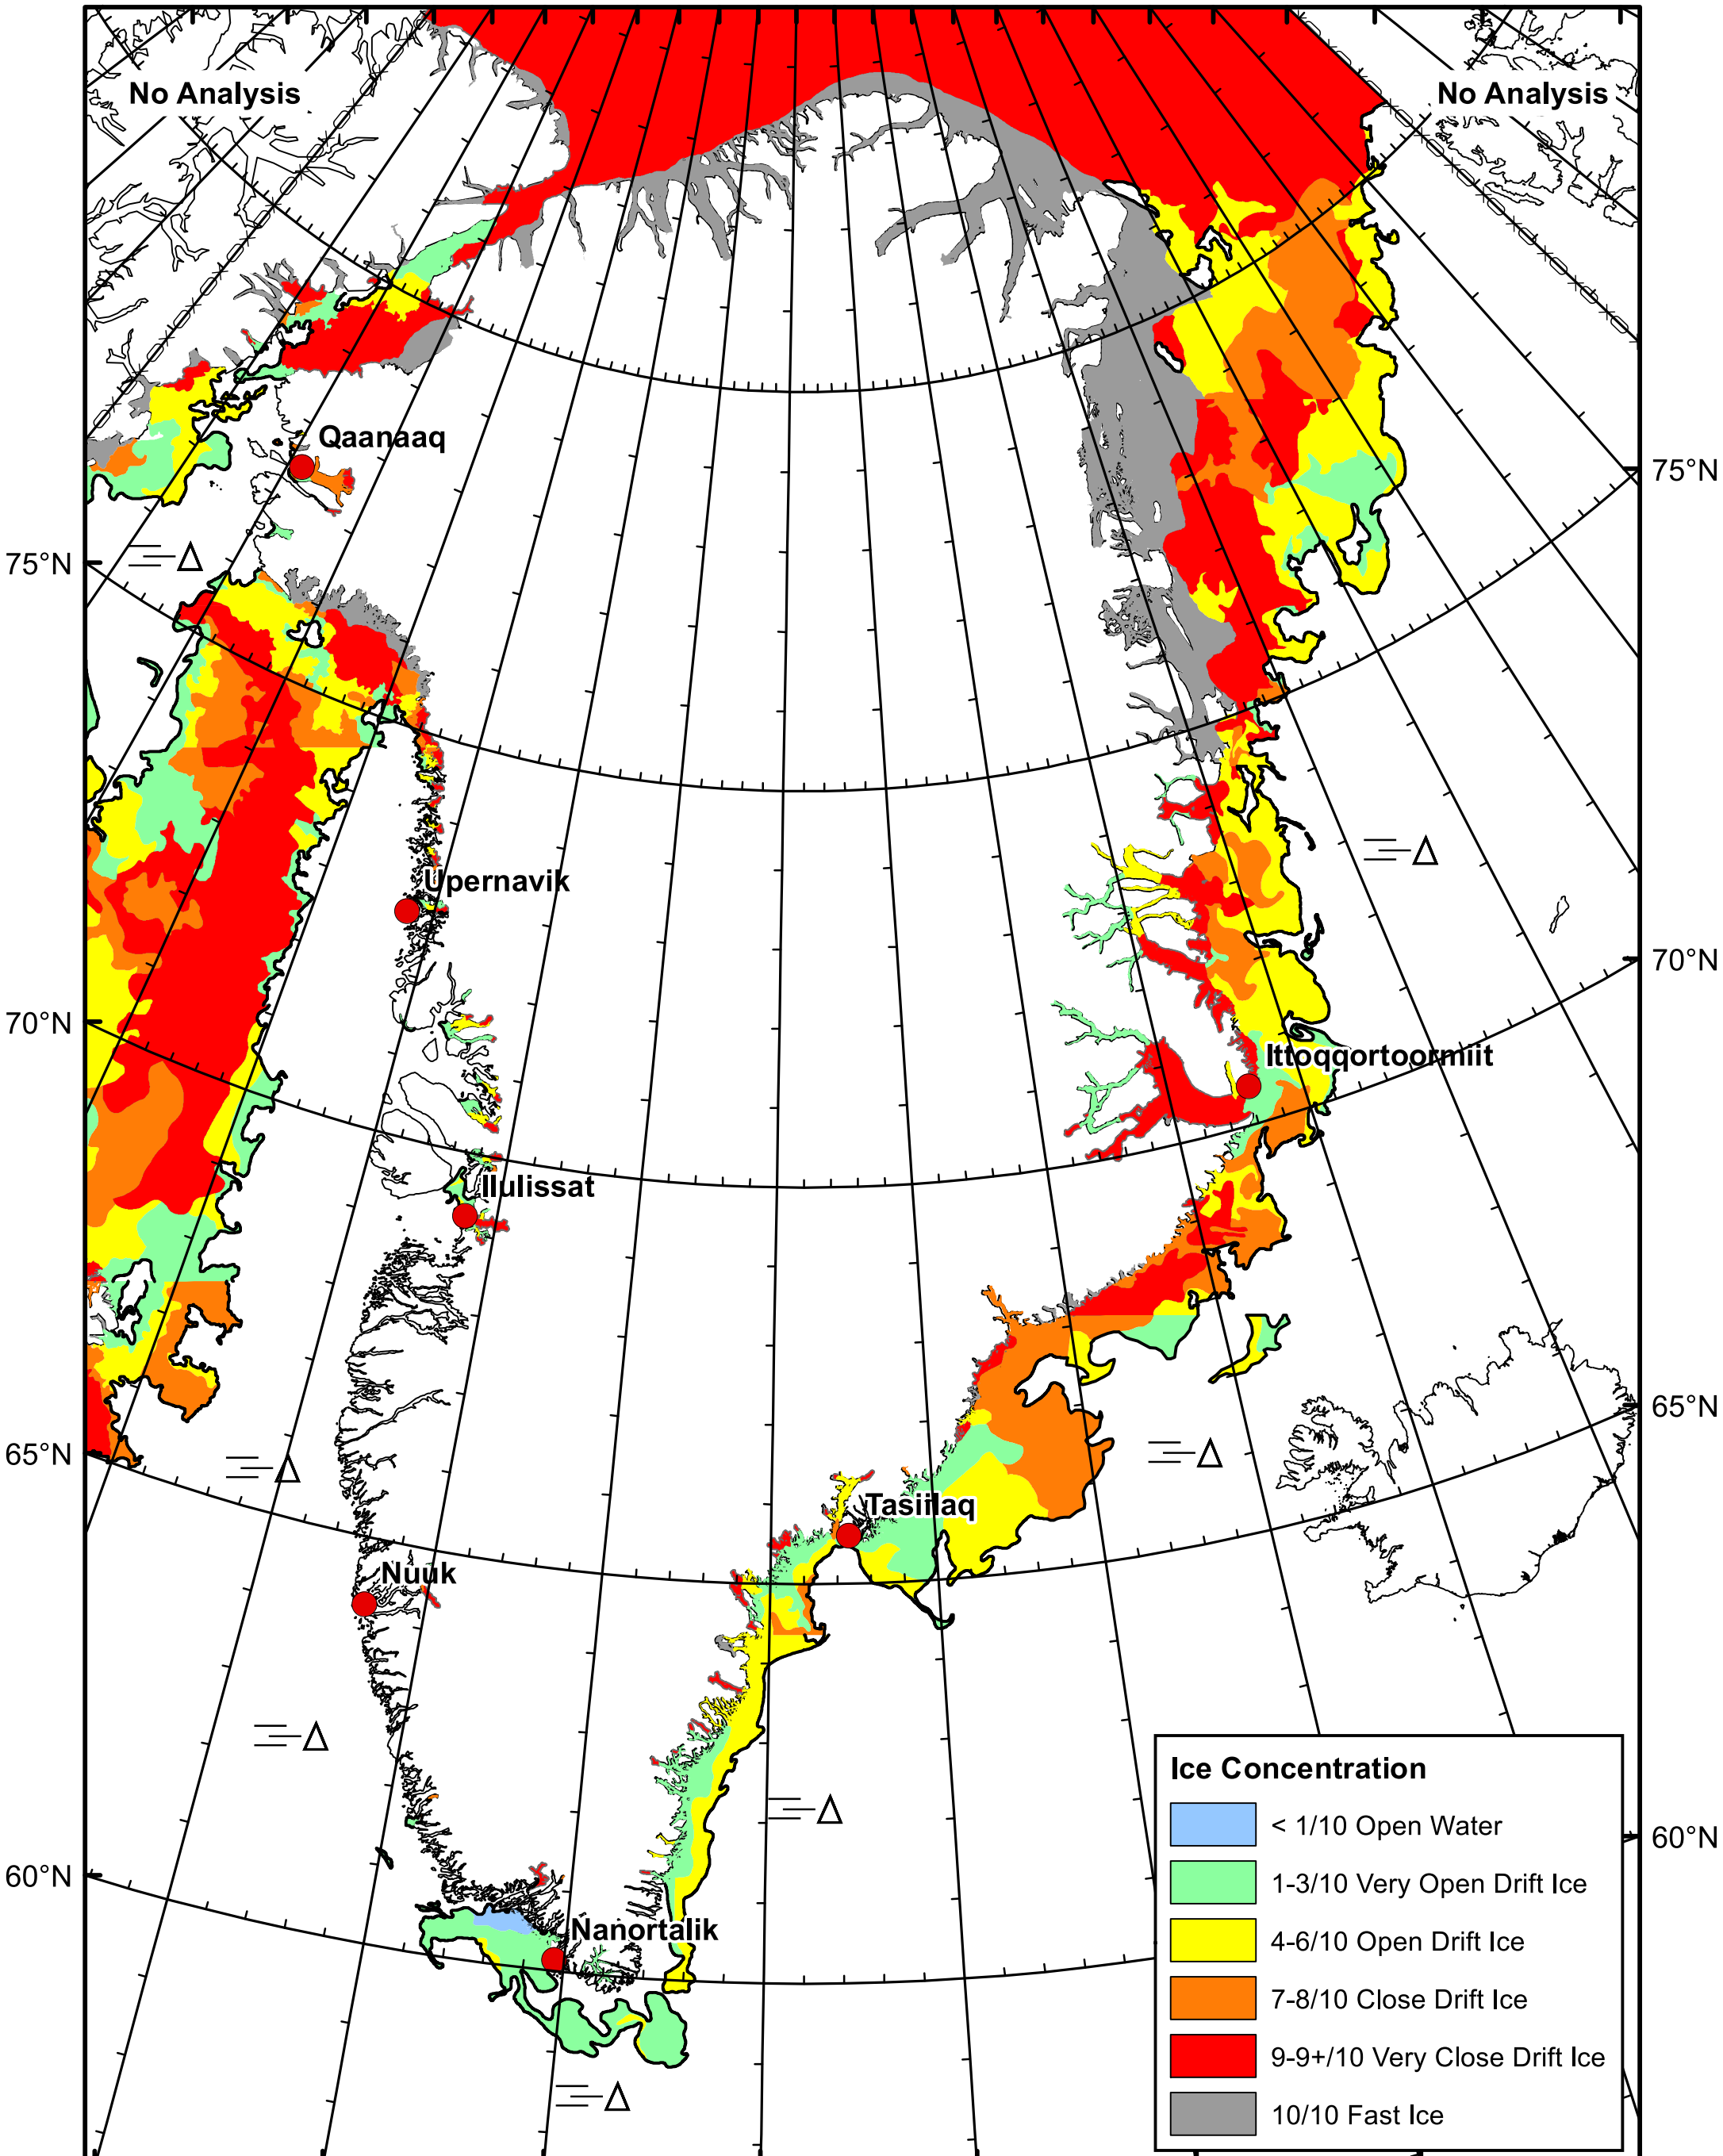 No Analysis
No Analysis
Qaanaaq
75°N
75°N
Upernavik
70°N
70°N
Ittoqqortoormiit
Ilulissat
65°N
65°N
Tasiilaq
Nuuk
60°N
60°N
Nanortalik
Ice Concentration
< 1/10 Open Water
1-3/10 Very Open Drift Ice
4-6/10 Open Drift Ice
7-8/10 Close Drift Ice
9-9+/10 Very Close Drift Ice
10/10 Fast Ice